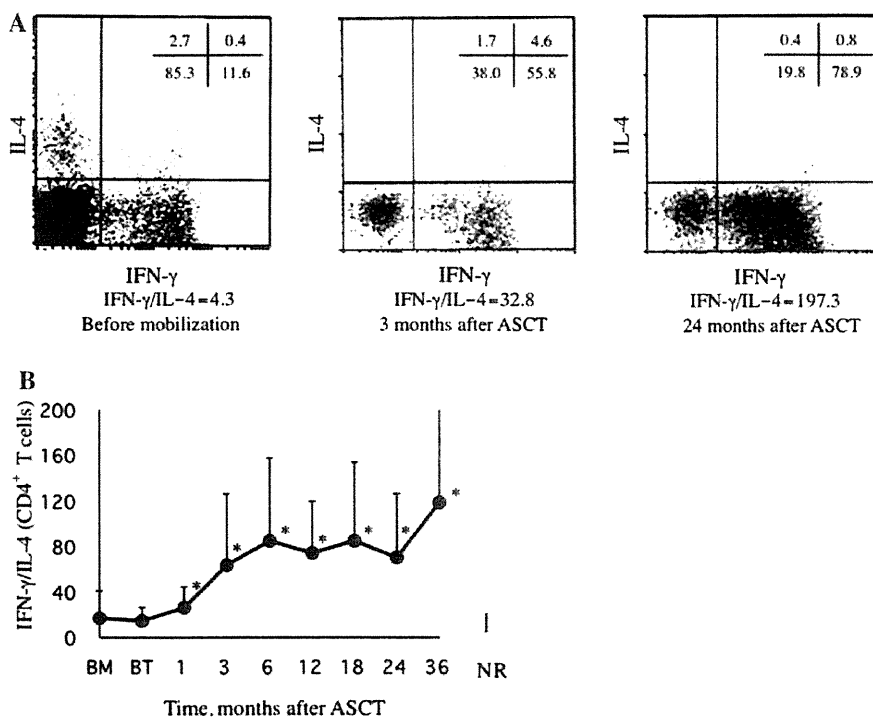 A
2.7 0.4
85.3 11.6
1.7 4.6
38.0 55.8
0.4 0.8
19.8 78.9
IL-4
IL-4
IL-4
IFN-γ
IFN-γ
IFN-γ
IFN-γ/IL-4=4.3
IFN-γ/IL-4=32.8
IFN-γ/IL-4=197.3
Before mobilization
3 months after ASCT
24 months after ASCT
B
IFN-γ/IL-4 (CD4+ T cells)
200
160
120
80
40
0
* * * * * * *
BM BT 1 3 6 12 18 24 36 NR
Time, months after ASCT